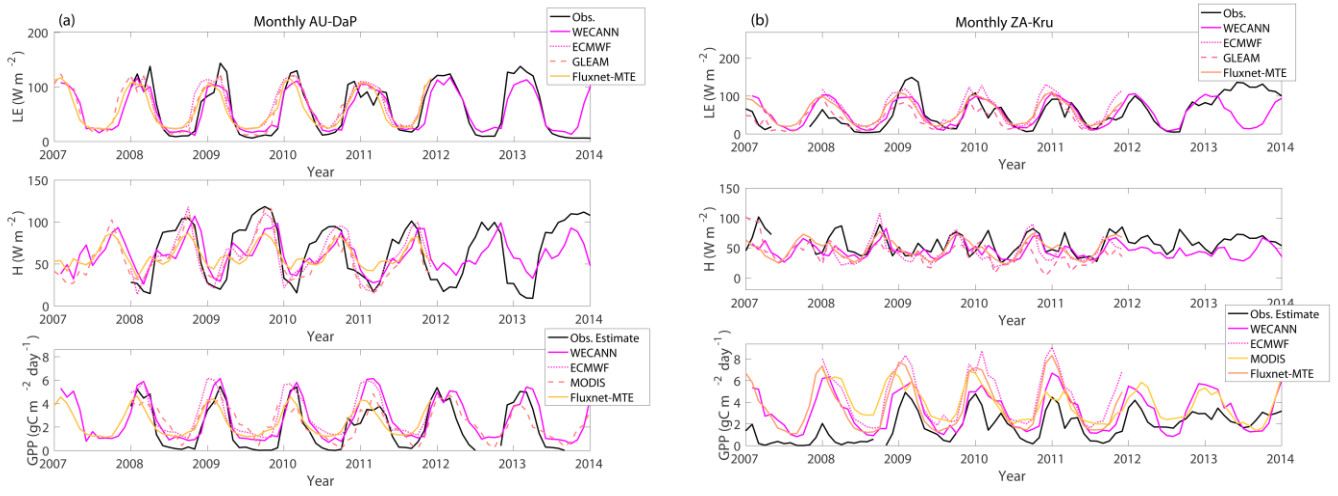 (a)
Monthly AU-DaP
Obs.
WECANN
ECMWF
GLEAM
Fluxnet-MTE
LE (W m⁻²)
200
100
0
2007 2008 2009 2010 2011 2012 2013 2014
Year
H (W m⁻²)
150
100
50
0
2007 2008 2009 2010 2011 2012 2013 2014
Year
Obs. Estimate
WECANN
ECMWF
MODIS
Fluxnet-MTE
GPP (gC m⁻² day⁻¹)
8
6
4
2
0
2007 2008 2009 2010 2011 2012 2013 2014
Year
(b)
Monthly ZA-Kru
Obs.
WECANN
ECMWF
GLEAM
Fluxnet-MTE
LE (W m⁻²)
200
100
0
2007 2008 2009 2010 2011 2012 2013 2014
Year
H (W m⁻²)
150
100
50
0
2007 2008 2009 2010 2011 2012 2013 2014
Year
Obs. Estimate
WECANN
ECMWF
MODIS
Fluxnet-MTE
GPP (gC m⁻² day⁻¹)
8
6
4
2
0
2007 2008 2009 2010 2011 2012 2013 2014
Year